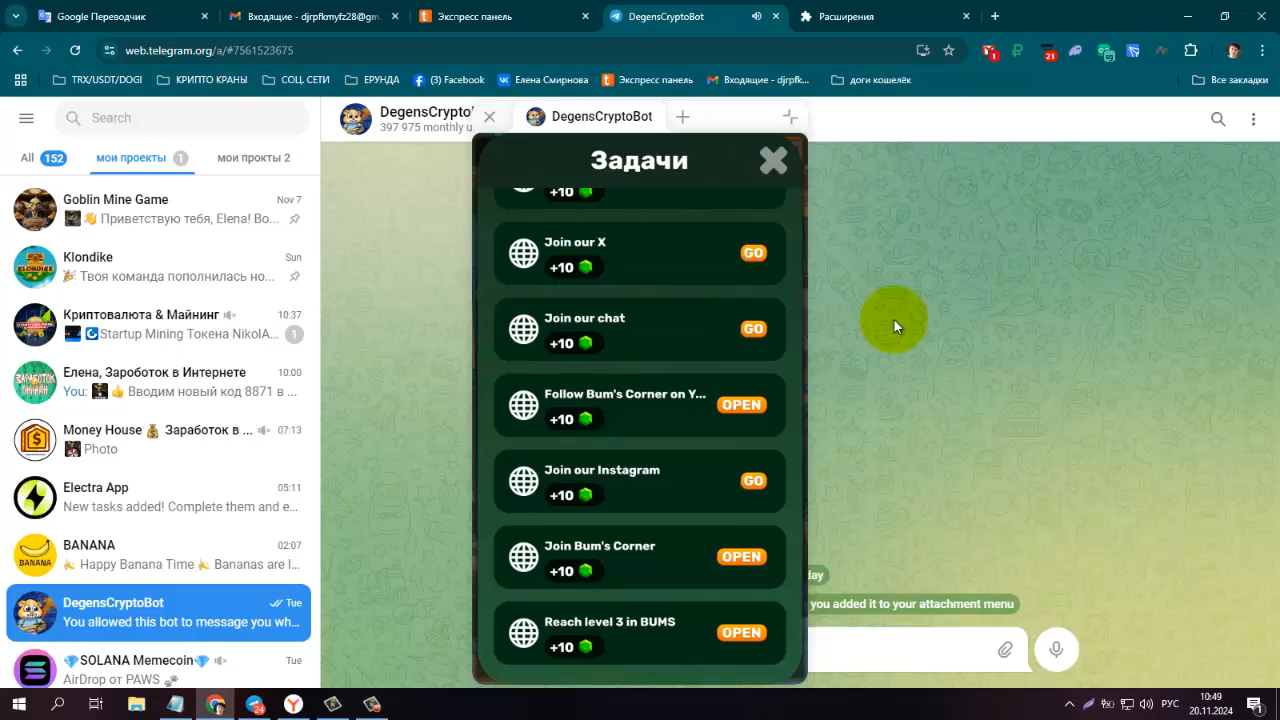 Google Переводчик
Входящие - djrpfkmyfz28@gm
Экспресс панель
DegensCryptoBot
Расширения
web.telegram.org/a/#7561523675
1
21
TRX/USDT/DOGI
КРИПТО КРАНЫ
СОЦ. СЕТИ
ЕРУНДА
(3) Facebook
Елена Смирнова
Экспресс панель
Входящие - djrpfk...
доги кошелёк
Все закладки
Search
DegensCrypto
397 975 monthly u
DegensCryptoBot
All 152
мои проекты 1
мои прокты 2
Goblin Mine Game
Nov 7
Приветствую тебя, Elena! Во...
Klondike
Sun
Твоя команда пополнилась но...
Криптовалюта & Майнинг
10:37
Startup Mining Токена NikolA...
1
Елена, Зароботок в Интернете
10:00
You: Вводим новый код 8871 в ...
Money House Заработок в ...
07:13
Photo
Electra App
05:11
New tasks added! Complete them and e...
BANANA
02:07
Happy Banana Time Bananas are l...
DegensCryptoBot
Tue
You allowed this bot to message you wh...
SOLANA Memecoin
Tue
AirDrop от PAWS
Задачи
+10
Join our X
+10
GO
Join our chat
+10
GO
Follow Bum's Corner on Y...
+10
OPEN
Join our Instagram
+10
GO
Join Bum's Corner
+10
OPEN
Reach level 3 in BUMS
+10
OPEN
day
you added it to your attachment menu
24
РУС
10:49
20.11.2024
1